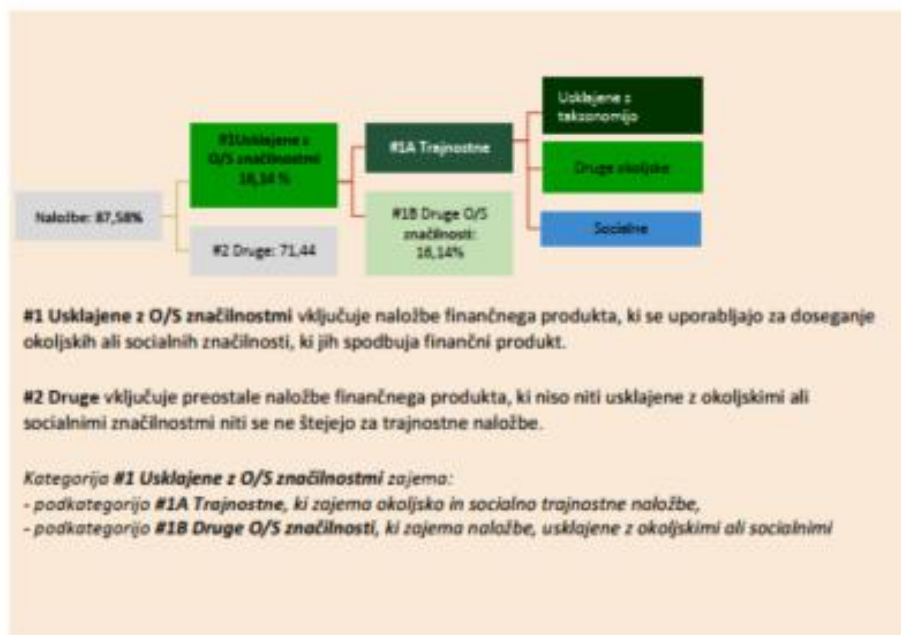 Usklajene z
taksonomijo
#1Usklajene z
O/S značilnostmi
16,14 %
#1A Trajnostne
Druge okoljske
Naložbe: 87,58%
#1B Druge O/S
značilnosti:
16,14%
Socialne
#2 Druge: 71,44
#1 Usklajene z O/S značilnostmi vključuje naložbe finančnega produkta, ki se uporabljajo za doseganje
okoljskih ali socialnih značilnosti, ki jih spodbuja finančni produkt.
#2 Druge vključuje preostale naložbe finančnega produkta, ki niso niti usklajene z okoljskimi ali
socialnimi značilnostmi niti se ne štejejo za trajnostne naložbe.
Kategorija #1 Usklajene z O/S značilnostmi zajema:
- podkategorijo #1A Trajnostne, ki zajema okoljsko in socialno trajnostne naložbe,
- podkategorijo #1B Druge O/S značilnosti, ki zajema naložbe, usklajene z okoljskimi ali socialnimi